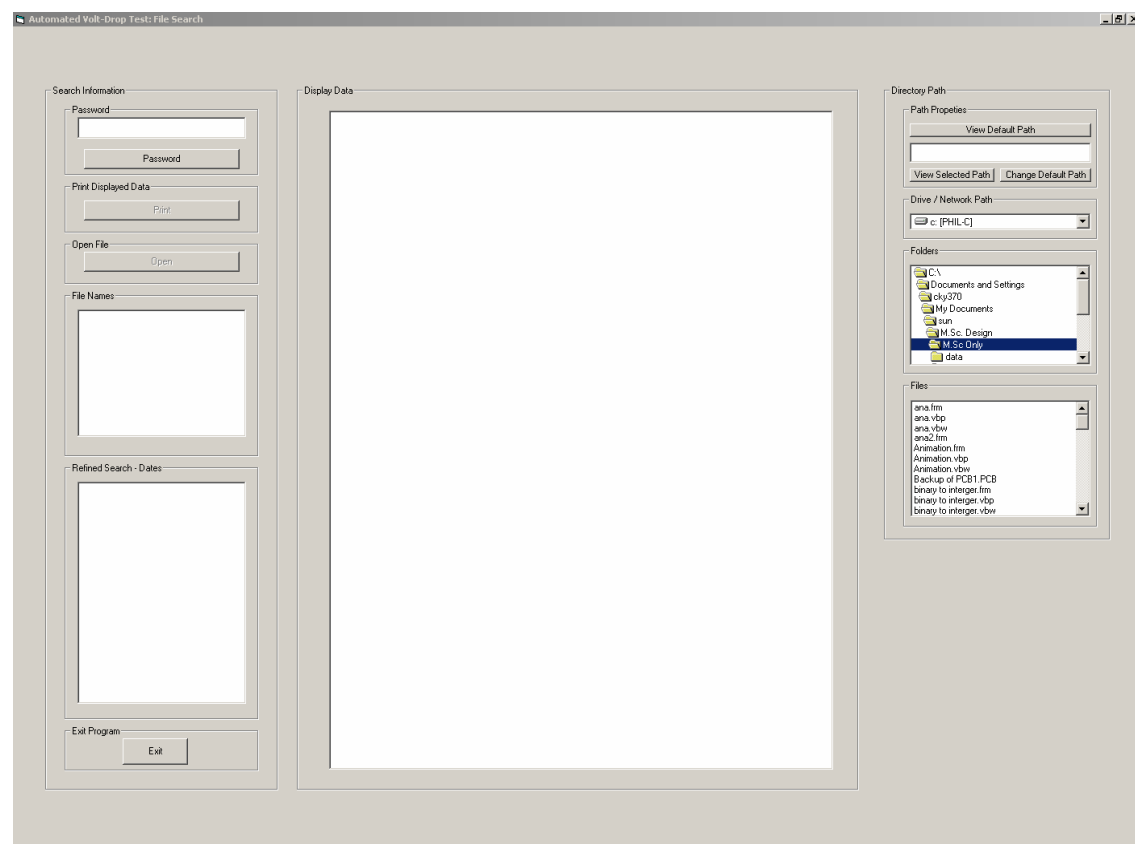 Automated Volt-Drop Test: File Search
Search Information
Password
Password
Print Displayed Data
Print
Open File
Open
File Names
Refined Search - Dates
Exit Program
Exit
Display Data
Directory Path
Path Propeties
View Default Path
View Selected Path Change Default Path
Drive / Network Path
c: [PHIL-C]
Folders
C:\
Documents and Settings
cky370
My Documents
sun
M.Sc. Design
M.Sc Only
data
Files
ana.frm
ana.vbp
ana.vbw
ana2.frm
Animation.frm
Animation.vbp
Animation.vbw
Backup of PCB1.PCB
binary to interger.frm
binary to interger.vbp
binary to interger.vbw